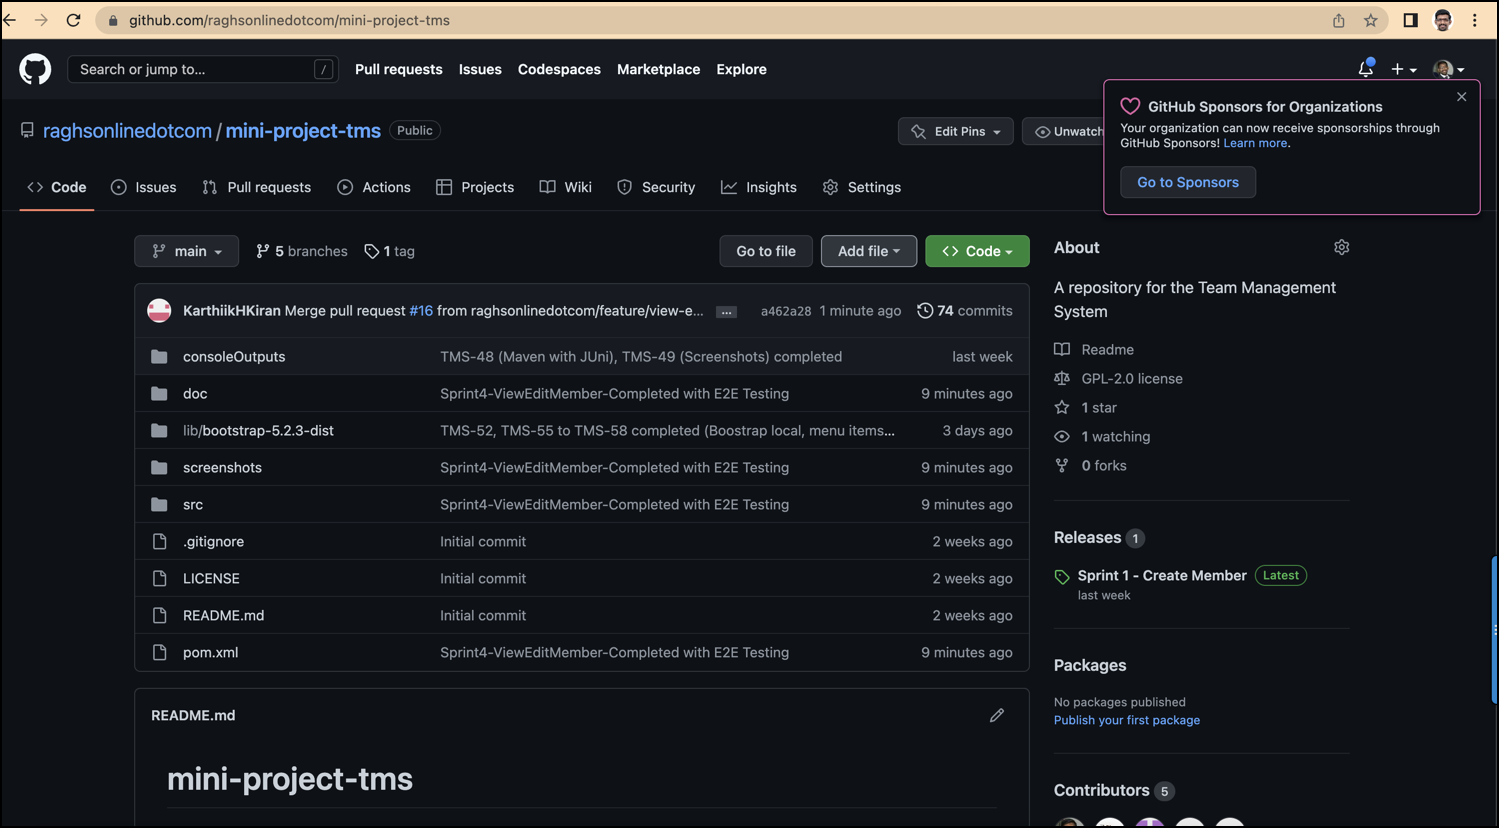 github.com/raghsonlinedotcom/mini-project-tms
Search or jump to... /
Pull requests Issues Codespaces Marketplace Explore
GitHub Sponsors for Organizations
Your organization can now receive sponsorships through
GitHub Sponsors! Learn more.
Go to Sponsors
raghsonlinedotcom / mini-project-tms Public
Edit Pins Unwatch
Code Issues Pull requests Actions Projects Wiki Security Insights Settings
main 5 branches 1 tag Go to file Add file Code
KarthiikHKiran Merge pull request #16 from raghsonlinedotcom/feature/view-e... ... a462a28 1 minute ago 74 commits
consoleOutputs TMS-48 (Maven with JUni), TMS-49 (Screenshots) completed last week
doc Sprint4-ViewEditMember-Completed with E2E Testing 9 minutes ago
lib/bootstrap-5.2.3-dist TMS-52, TMS-55 to TMS-58 completed (Boostrap local, menu items... 3 days ago
screenshots Sprint4-ViewEditMember-Completed with E2E Testing 9 minutes ago
src Sprint4-ViewEditMember-Completed with E2E Testing 9 minutes ago
.gitignore Initial commit 2 weeks ago
LICENSE Initial commit 2 weeks ago
README.md Initial commit 2 weeks ago
pom.xml Sprint4-ViewEditMember-Completed with E2E Testing 9 minutes ago
README.md
mini-project-tms
About
A repository for the Team Management
System
Readme
GPL-2.0 license
1 star
1 watching
0 forks
Releases 1
Sprint 1 - Create Member Latest
last week
Packages
No packages published
Publish your first package
Contributors 5